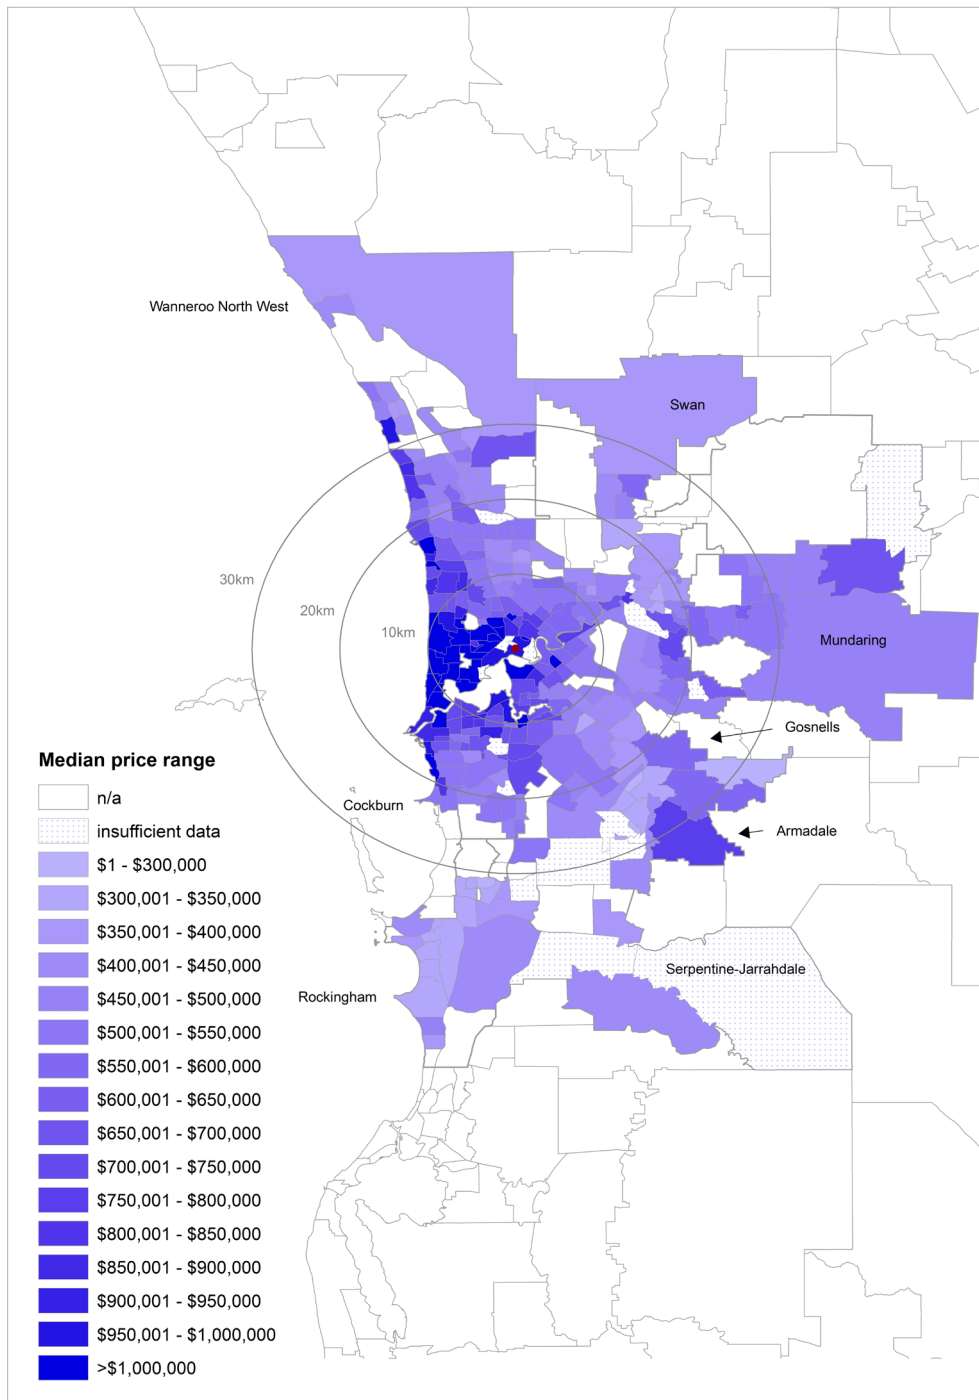 Wanneroo North West
Swan
30km
20km
10km
Mundaring
Gosnells
Cockburn
Armadale
Serpentine-Jarrahdale
Rockingham
Median price range
n/a
insufficient data
$1 - $300,000
$300,001 - $350,000
$350,001 - $400,000
$400,001 - $450,000
$450,001 - $500,000
$500,001 - $550,000
$550,001 - $600,000
$600,001 - $650,000
$650,001 - $700,000
$700,001 - $750,000
$750,001 - $800,000
$800,001 - $850,000
$850,001 - $900,000
$900,001 - $950,000
$950,001 - $1,000,000
>$1,000,000